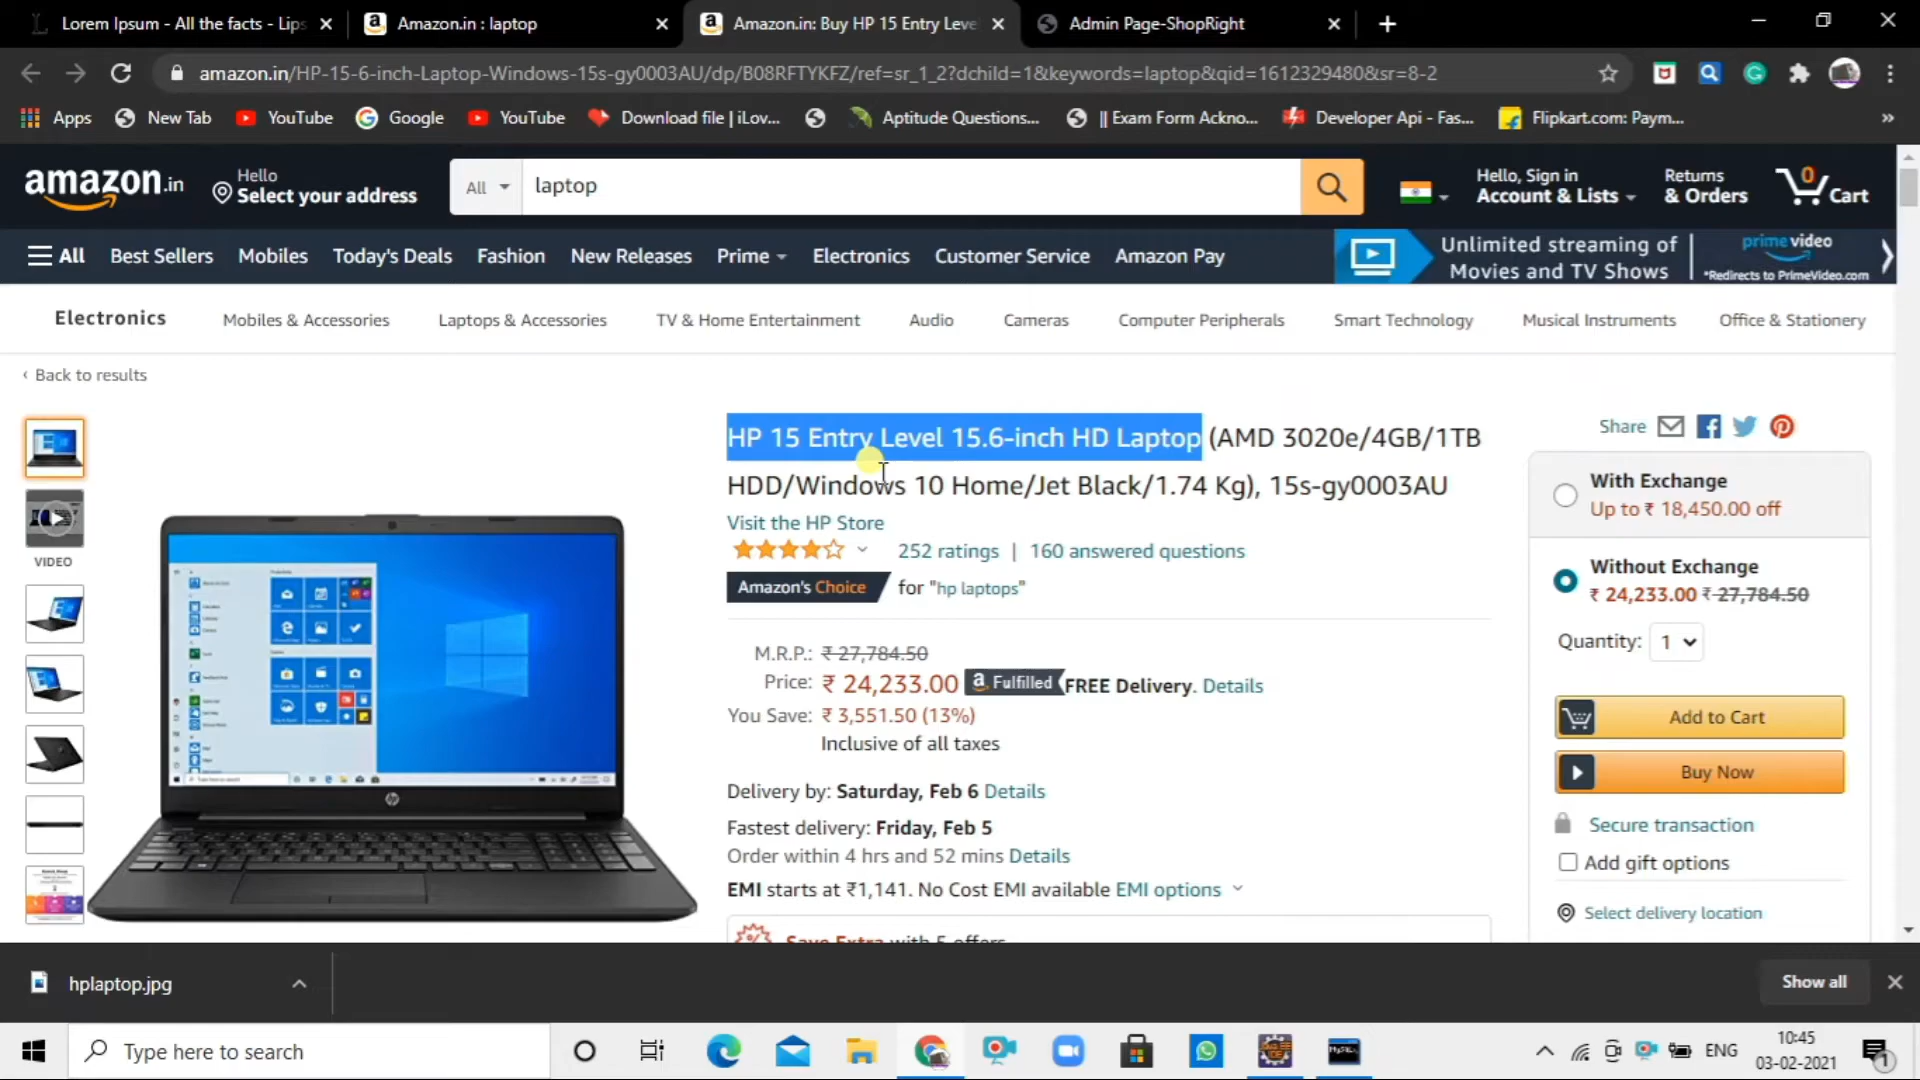 Lorem Ipsum - All the facts - Lips
Amazon.in : laptop
Amazon.in: Buy HP 15 Entry Leve
Admin Page-ShopRight
amazon.in/HP-15-6-inch-Laptop-Windows-15s-gy0003AU/dp/B08RFTYKFZ/ref=sr_1_2?dchild=1&keywords=laptop&qid=1612329480&sr=8-2
Apps New Tab YouTube Google YouTube Download file | iLov... Aptitude Questions... || Exam Form Ackno... Developer Api - Fas... Flipkart.com: Paym... »
amazon.in
Hello
Select your address
All
laptop
Hello, Sign in
Account & Lists
Returns
& Orders
0
Cart
All Best Sellers Mobiles Today's Deals Fashion New Releases Prime Electronics Customer Service Amazon Pay
Unlimited streaming of
Movies and TV Shows
prime video
*Redirects to PrimeVideo.com
Electronics Mobiles & Accessories Laptops & Accessories TV & Home Entertainment Audio Cameras Computer Peripherals Smart Technology Musical Instruments Office & Stationery
‹ Back to results
VIDEO
HP 15 Entry Level 15.6-inch HD Laptop (AMD 3020e/4GB/1TB
HDD/Windows 10 Home/Jet Black/1.74 Kg), 15s-gy0003AU
Visit the HP Store
252 ratings | 160 answered questions
Amazon's Choice for "hp laptops"
M.R.P.: ₹ 27,784.50
Price: ₹ 24,233.00 a Fulfilled FREE Delivery. Details
You Save: ₹ 3,551.50 (13%)
Inclusive of all taxes
Delivery by: Saturday, Feb 6 Details
Fastest delivery: Friday, Feb 5
Order within 4 hrs and 52 mins Details
EMI starts at ₹1,141. No Cost EMI available EMI options
Save Extra with 5 offers
Share
With Exchange
Up to ₹ 18,450.00 off
Without Exchange
₹ 24,233.00 ₹ 27,784.50
Quantity: 1
Add to Cart
Buy Now
Secure transaction
Add gift options
Select delivery location
hplaptop.jpg
Show all
Type here to search
ENG
10:45
03-02-2021
1